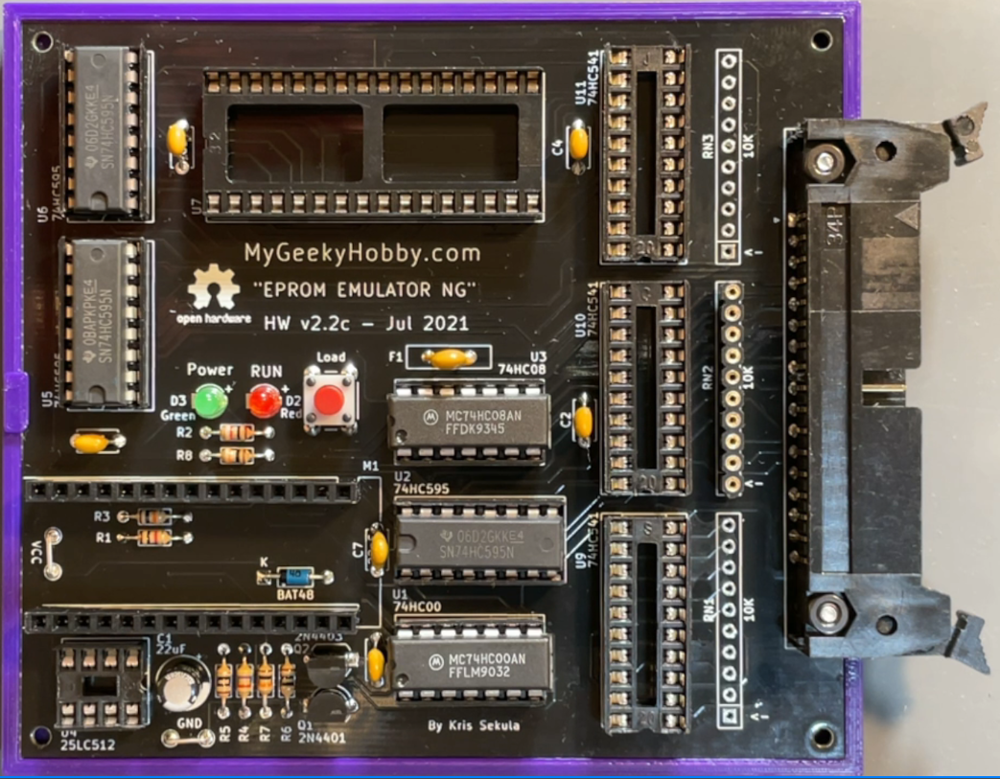 U6
74HC595
06D2GKKE4
SN74HC595N
32
U7
C4
U11
74HC541
20
RN3
10K
34P
MyGeekyHobby.com
open hardware
"EPROM EMULATOR NG"
HW v2.2c - Jul 2021
U5
0BAPKPKE4
SN74HC595N
Power
RUN
Load
D3
Green
D2
Red
R2
R8
F1
U3
74HC08
MC74HC08AN
FFDK9345
C2
U10
74HC541
20
RN2
10K
M1
U2
74HC595
06D2GKKE4
SN74HC595N
R3
R1
VCC
K
BAT48
C7
U1
74HC00
MC74HC00AN
FFLM9032
U9
74HC541
20
RN1
10K
C1
22uF
2N4403
GND
R5
R4
R7
R6
Q1
2N4401
U4
25LC512
By Kris Sekula